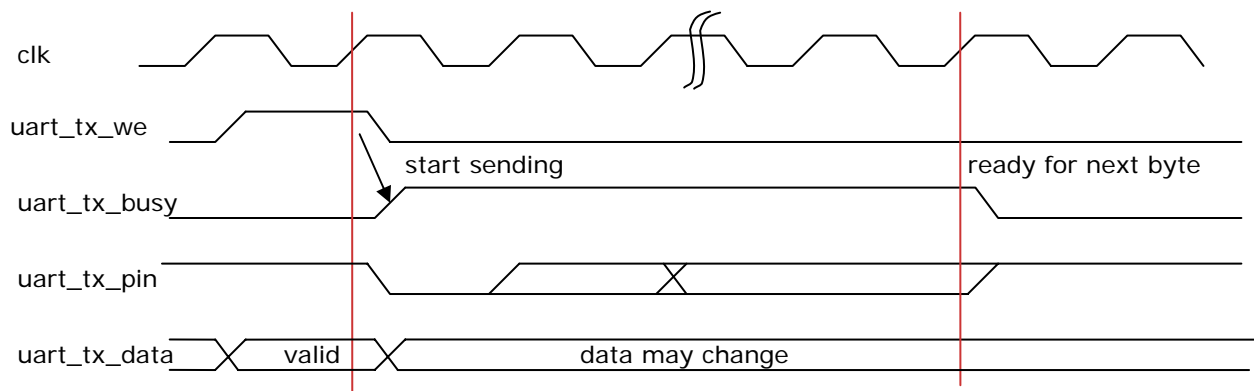 clk
uart_tx_we
start sending
ready for next byte
uart_tx_busy
uart_tx_pin
uart_tx_data
valid
data may change